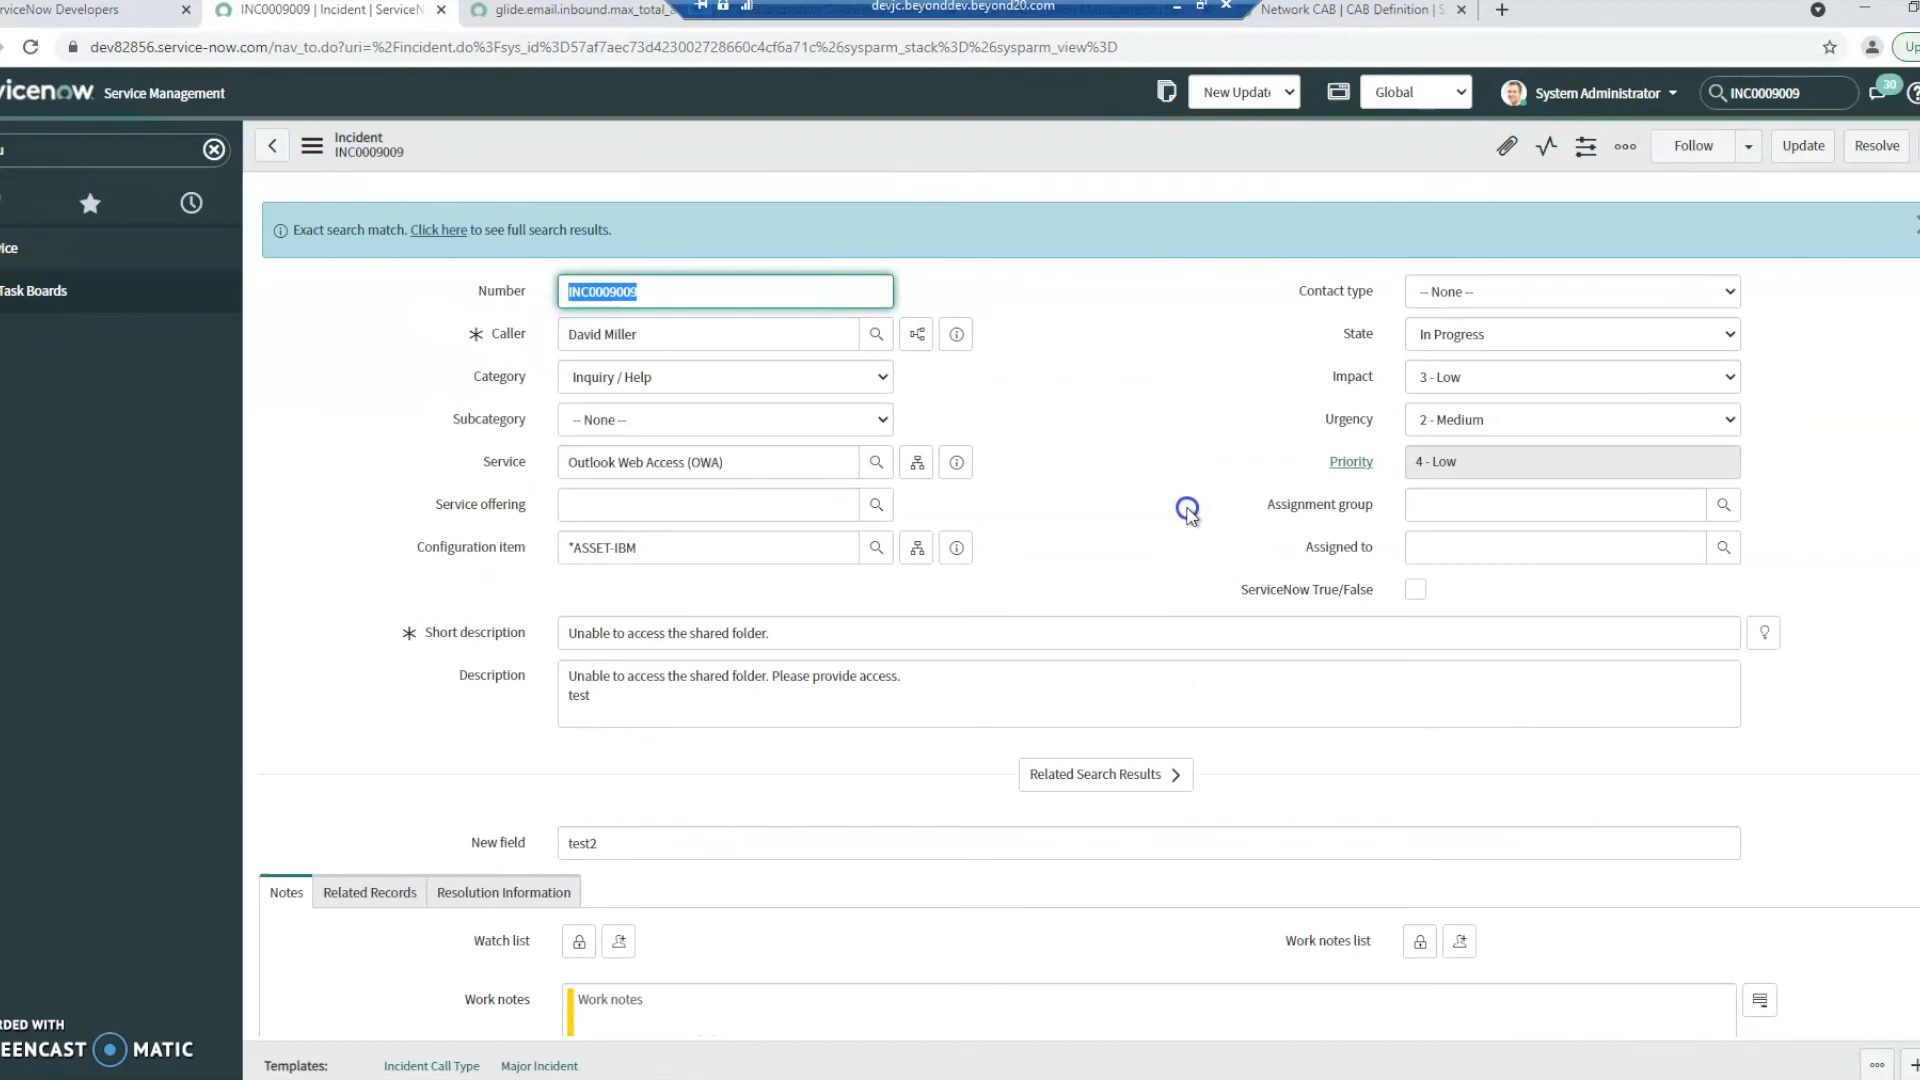 rviceNow Developers
INC0009009 | Incident | ServiceN
glide.email.inbound.max_total_a
devjc.beyonddev.beyond20.com
Network CAB | CAB Definition | S
dev82856.service-now.com/nav_to.do?uri=%2Fincident.do%3Fsys_id%3D57af7aec73d423002728660c4cf6a71c%26sysparm_stack%3D%26sysparm_view%3D
Up
vicenow Service Management
New Update
Global
System Administrator
INC0009009
30
u
Incident
INC0009009
Follow
Update
Resolve
ice
Task Boards
Exact search match. Click here to see full search results.
Number
INC0009009
Contact type
-- None --
Caller
David Miller
State
In Progress
Category
Inquiry / Help
Impact
3 - Low
Subcategory
-- None --
Urgency
2 - Medium
Service
Outlook Web Access (OWA)
Priority
4 - Low
Service offering
Assignment group
Configuration item
*ASSET-IBM
Assigned to
ServiceNow True/False
Short description
Unable to access the shared folder.
Description
Unable to access the shared folder. Please provide access.
test
Related Search Results
New field
test2
Notes
Related Records
Resolution Information
Watch list
Work notes list
Work notes
Work notes
RDED WITH
EENCAST MATIC
Templates:
Incident Call Type
Major Incident